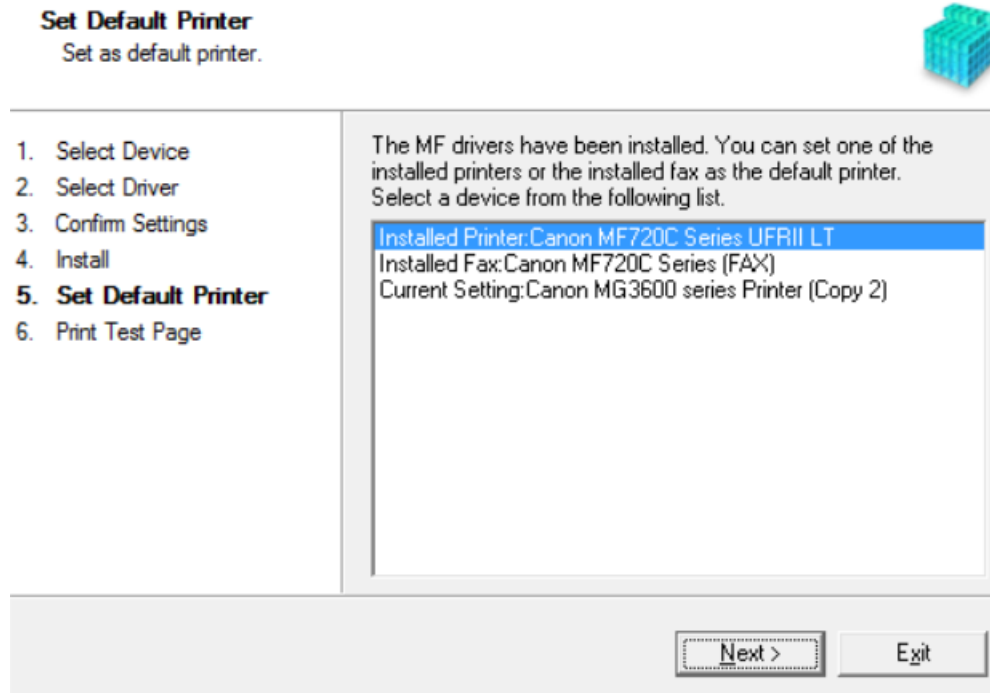 Set Default Printer
Set as default printer.
1. Select Device
2. Select Driver
3. Confirm Settings
4. Install
5. Set Default Printer
6. Print Test Page
The MF drivers have been installed. You can set one of the
installed printers or the installed fax as the default printer.
Select a device from the following list.
Installed Printer:Canon MF720C Series UFRII LT
Installed Fax:Canon MF720C Series (FAX)
Current Setting:Canon MG3600 series Printer (Copy 2)
Next >
Exit